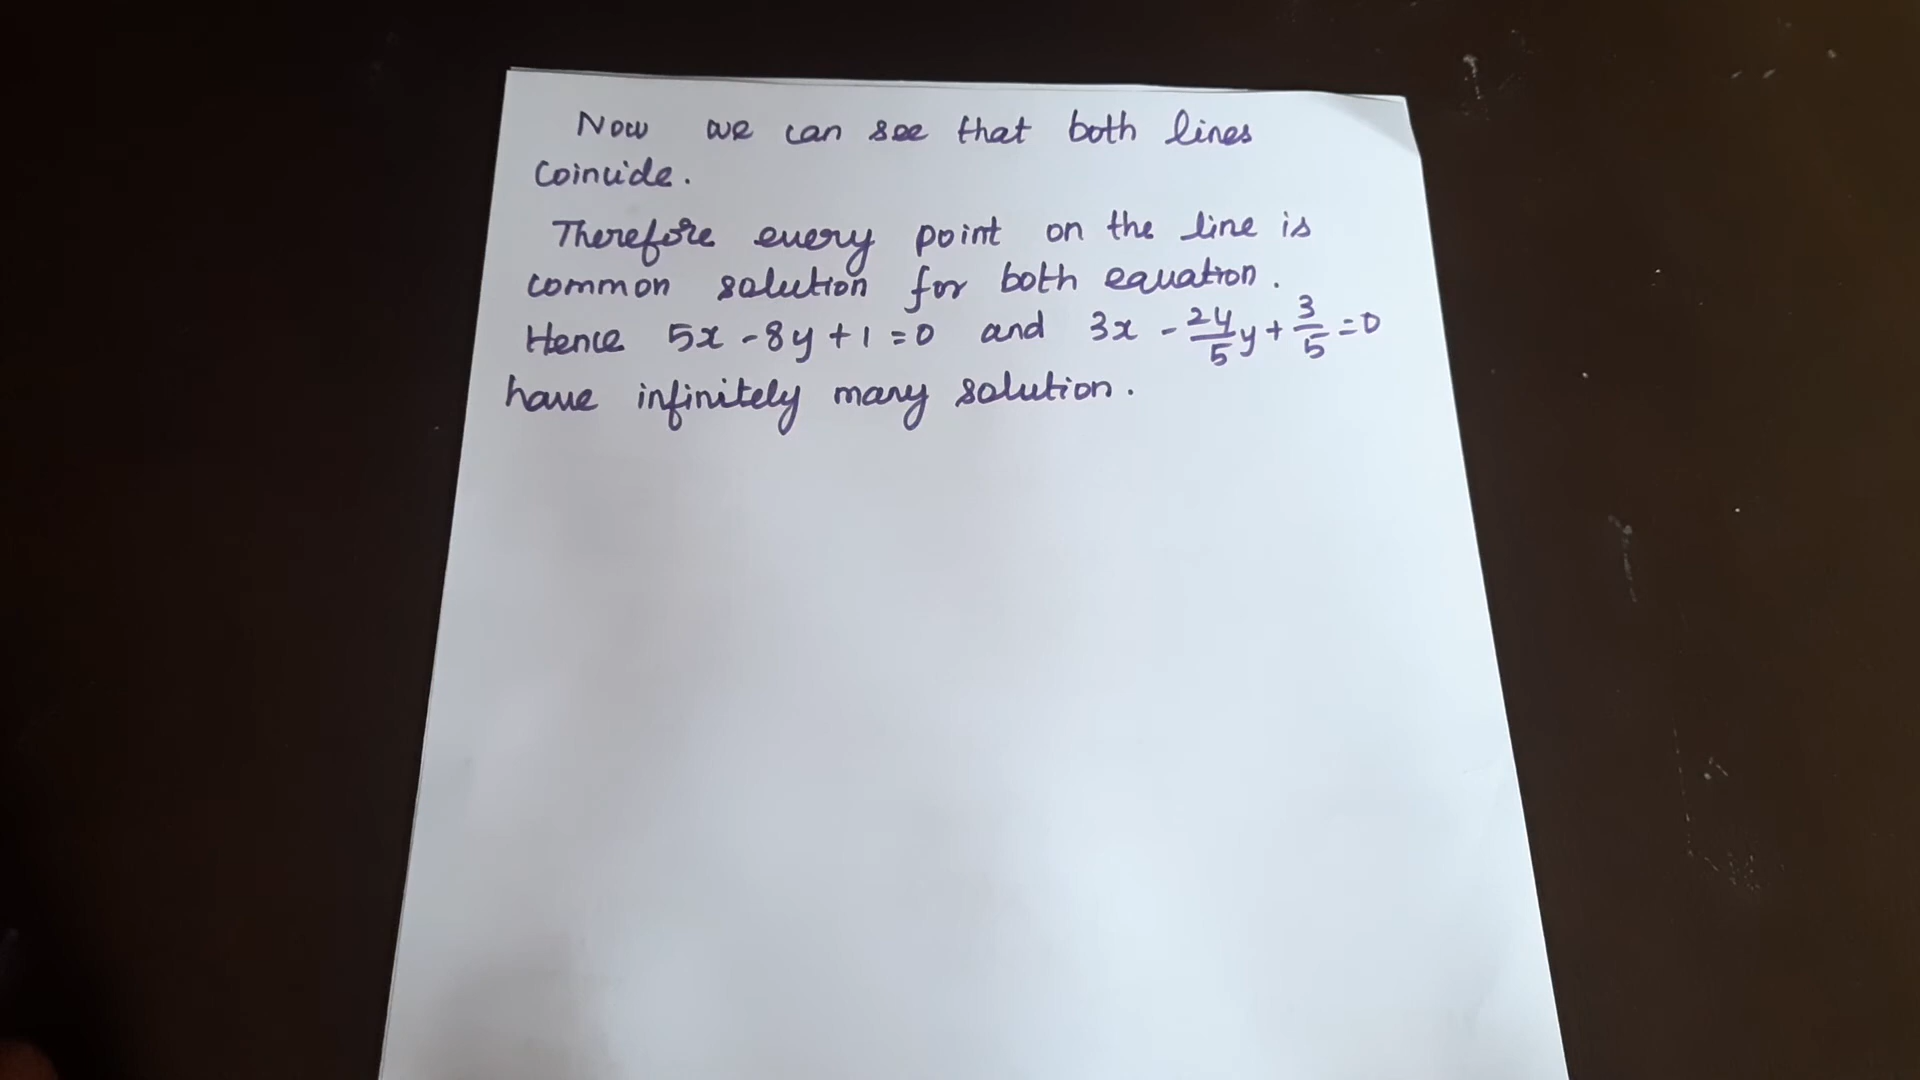 Now we can see that both lines
coincide.
Therefore every point on the line is
common solution for both equation.
Hence 5x - 8y + 1 = 0 and 3x - 24/5 y + 3/5 = 0
have infinitely many solution.